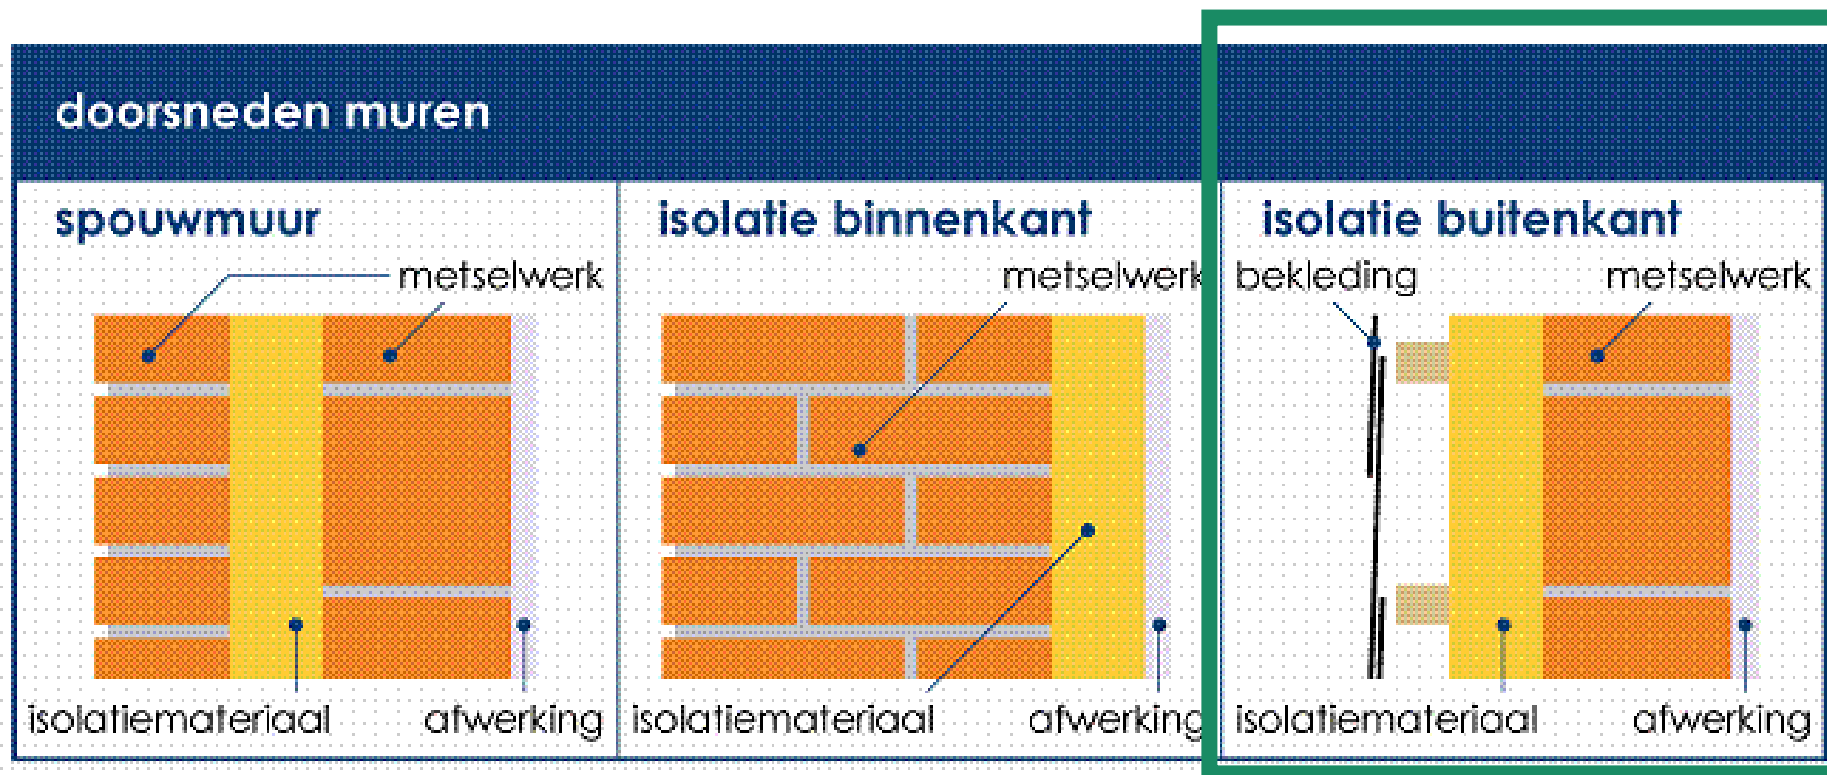 doorsneden muren
spouwmuur
metselwerk
isolatiemateriaal
afwerking
isolatie binnenkant
metselwerk
isolatiemateriaal
afwerking
isolatie buitenkant
bekleding
metselwerk
isolatiemateriaal
afwerking